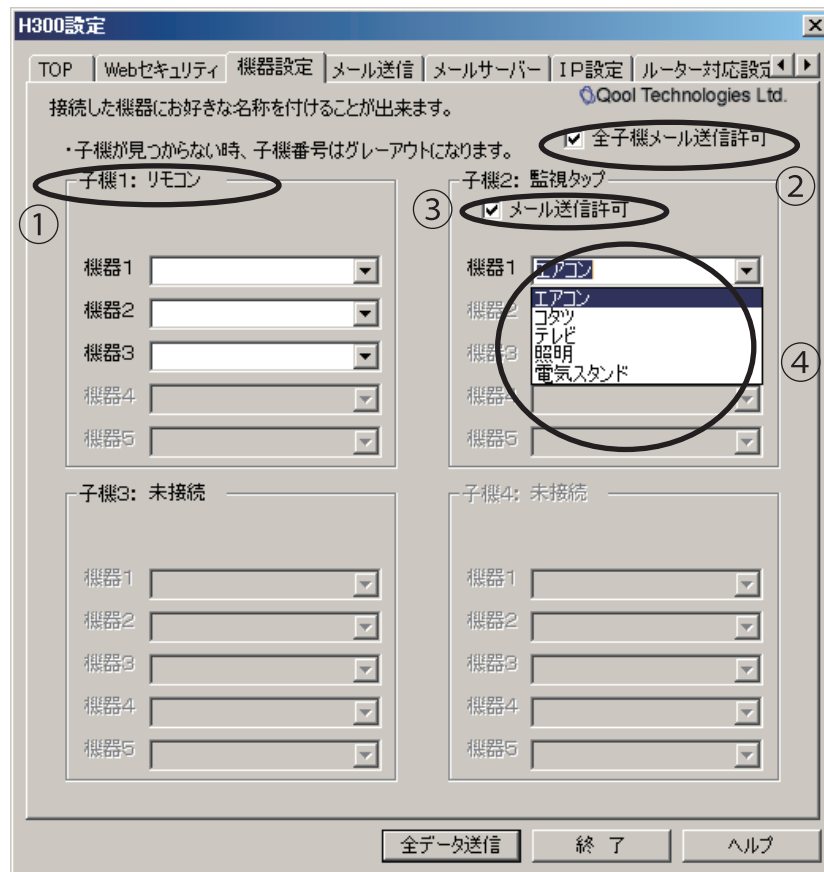 H300設定
TOP Webセキュリティ 機器設定 メール送信 メールサーバー IP設定 ルーター対応設定
Qool Technologies Ltd.
接続した機器にお好きな名称を付けることが出来ます。
全子機メール送信許可
・子機が見つからない時、子機番号はグレーアウトになります。
②
①
子機1: リモコン
機器1
機器2
機器3
機器4
機器5
子機2: 監視タップ
③
メール送信許可
機器1 エアコン
エアコン
コタツ
テレビ
照明
電気スタンド
機器2
機器3
機器4
機器5
④
子機3: 未接続
機器1
機器2
機器3
機器4
機器5
子機4: 未接続
機器1
機器2
機器3
機器4
機器5
全データ送信 終 了 ヘルプ